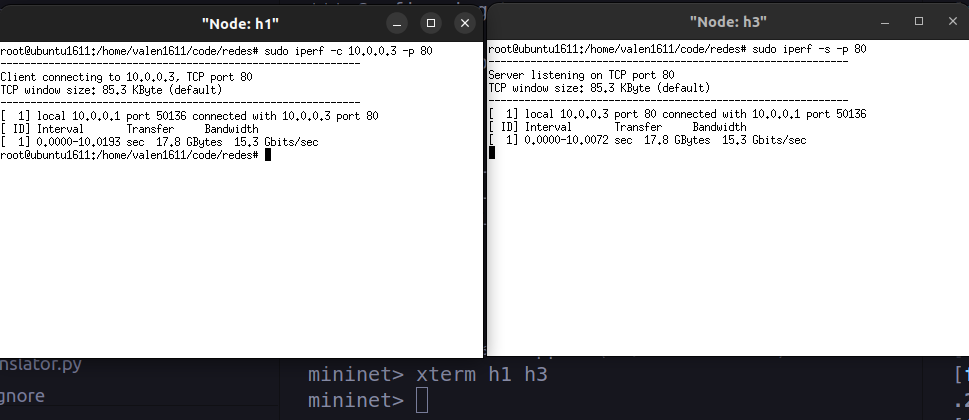 "Node: h1"
root@ubuntu1611:/home/valen1611/code/redes# sudo iperf -c 10.0.0.3 -p 80
------------------------------------------------------------
Client connecting to 10.0.0.3, TCP port 80
TCP window size: 85.3 KByte (default)
------------------------------------------------------------
[  1] local 10.0.0.1 port 50136 connected with 10.0.0.3 port 80
[ ID] Interval       Transfer     Bandwidth
[  1] 0.0000-10.0193 sec  17.8 GBytes  15.3 Gbits/sec
root@ubuntu1611:/home/valen1611/code/redes#
"Node: h3"
root@ubuntu1611:/home/valen1611/code/redes# sudo iperf -s -p 80
------------------------------------------------------------
Server listening on TCP port 80
TCP window size: 85.3 KByte (default)
------------------------------------------------------------
[  1] local 10.0.0.3 port 80 connected with 10.0.0.1 port 50136
[ ID] Interval       Transfer     Bandwidth
[  1] 0.0000-10.0072 sec  17.8 GBytes  15.3 Gbits/sec
nslator.py
gnore
mininet> xterm h1 h3
mininet>